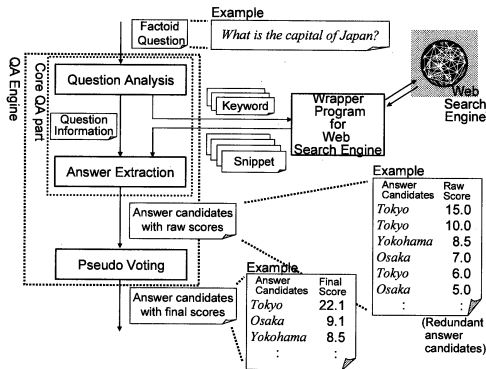 Example
Factoid
Question
What is the capital of Japan?
QA Engine
Core QA part
Question Analysis
Question
Information
Answer Extraction
Keyword
Snippet
Wrapper
Program
for
Web
Search Engine
Web
Search
Engine
Answer candidates
with raw scores
Pseudo Voting
Answer candidates
with final scores
Example
Answer Raw
Candidates Score
Tokyo 15.0
Tokyo 10.0
Yokohama 8.5
Osaka 7.0
Tokyo 6.0
Osaka 5.0
: :
(Redundant
answer
candidates)
Example
Answer Final
Candidates Score
Tokyo 22.1
Osaka 9.1
Yokohama 8.5
: :